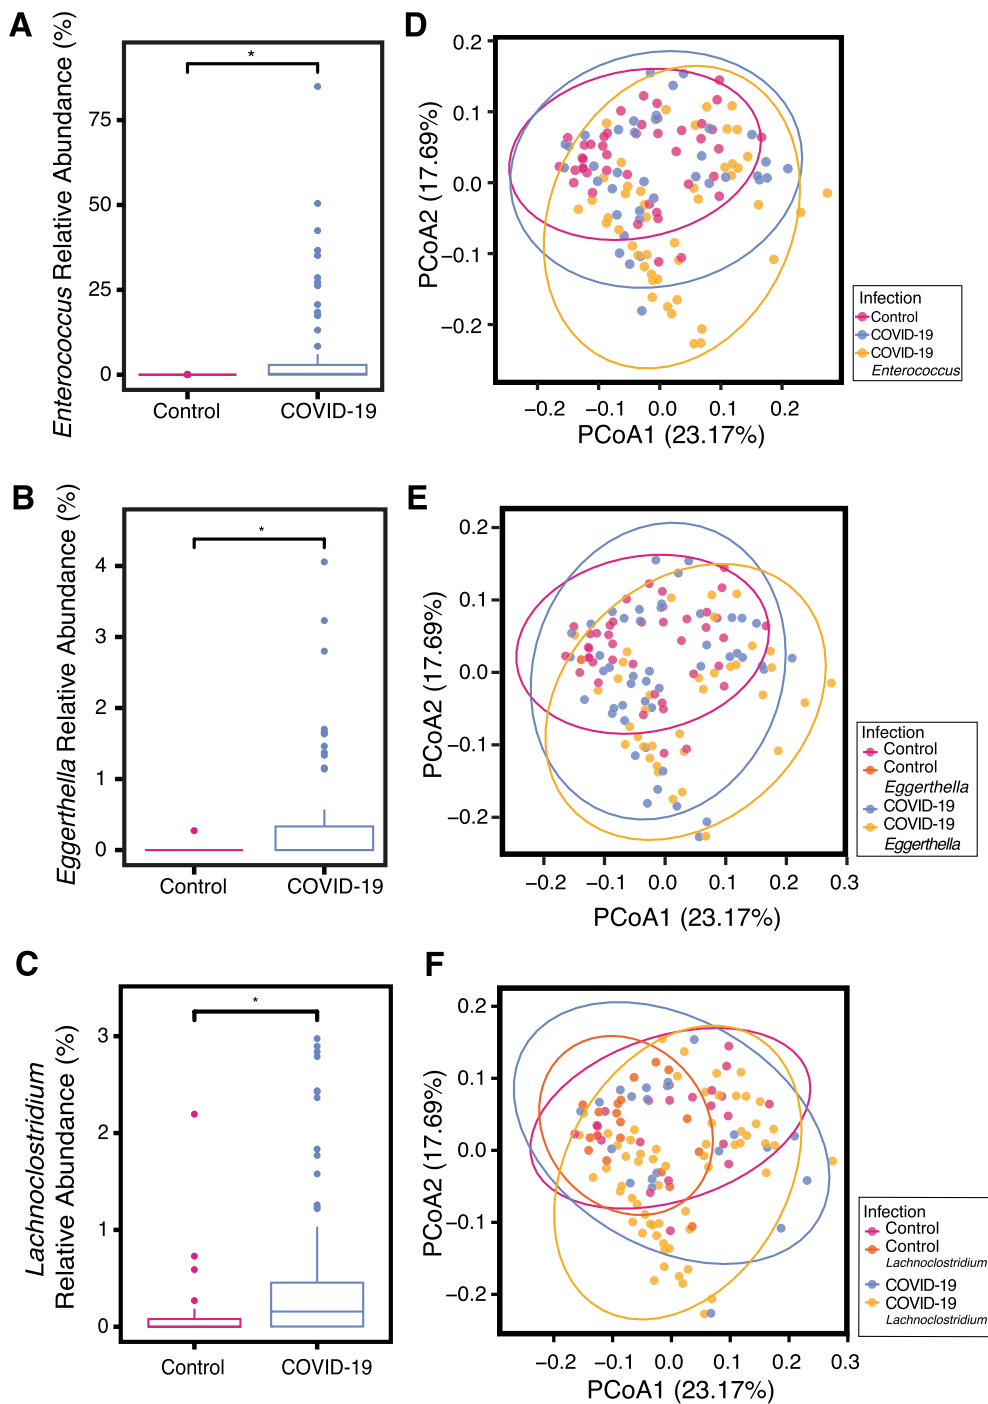 A
Enterococcus Relative Abundance (%)
*
75
50
25
0
Control
COVID-19
D
PCoA2 (17.69%)
0.2
0.1
0.0
−0.1
−0.2
−0.2
−0.1
0.0
0.1
0.2
PCoA1 (23.17%)
Infection
Control
COVID-19
COVID-19
Enterococcus
B
Eggerthella Relative Abundance (%)
*
4
3
2
1
0
Control
COVID-19
E
PCoA2 (17.69%)
0.2
0.1
0.0
−0.1
−0.2
−0.2
−0.1
0.0
0.1
0.2
0.3
PCoA1 (23.17%)
Infection
Control
Control
Eggerthella
COVID-19
COVID-19
Eggerthella
C
Lachnoclostridium
Relative Abundance (%)
*
3
2
1
0
Control
COVID-19
F
PCoA2 (17.69%)
0.2
0.1
0.0
−0.1
−0.2
−0.2
−0.1
0.0
0.1
0.2
0.3
PCoA1 (23.17%)
Infection
Control
Control
Lachnoclostridium
COVID-19
COVID-19
Lachnoclostridium